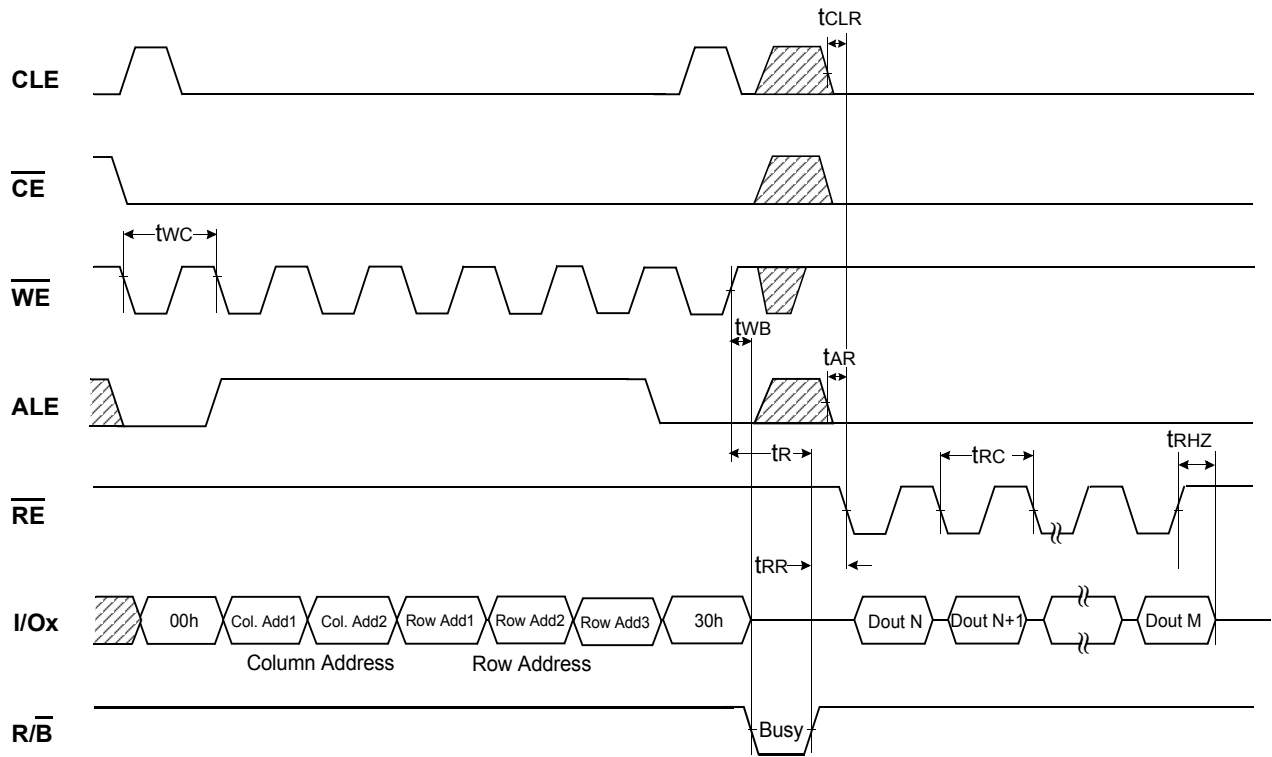 tCLR
CLE
CE
tWC
WE
tWB
tAR
ALE
tR
tRC
tRHZ
RE
tRR
I/Ox
00h
Col. Add1
Col. Add2
Row Add1
Row Add2
Row Add3
30h
Dout N
Dout N+1
Dout M
Column Address
Row Address
R/B
Busy